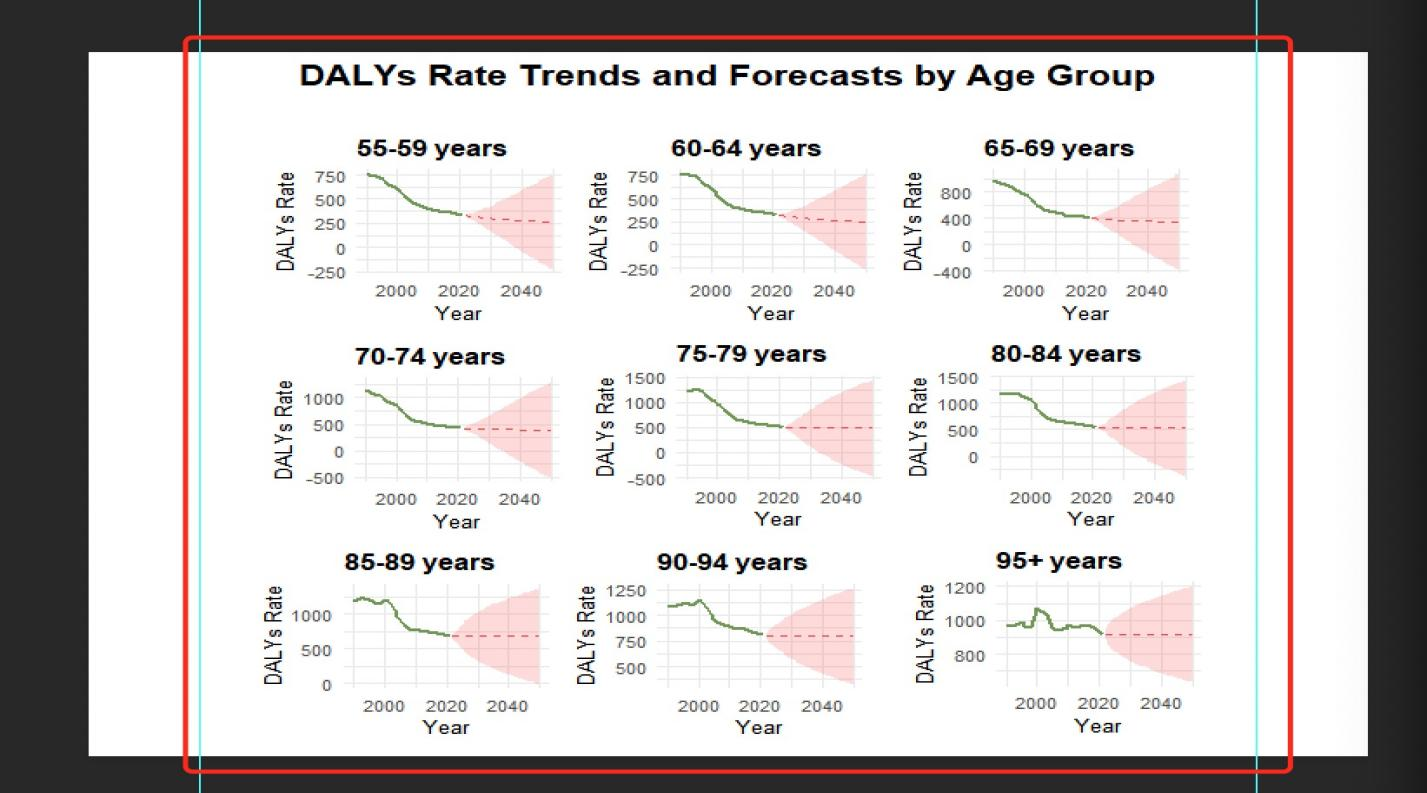 DALYs Rate Trends and Forecasts by Age Group
55-59 years
DALYs Rate
750
500
250
0
-250
2000 2020 2040
Year
60-64 years
DALYs Rate
750
500
250
0
-250
2000 2020 2040
Year
65-69 years
DALYs Rate
800
400
0
-400
2000 2020 2040
Year
70-74 years
DALYs Rate
1000
500
0
-500
2000 2020 2040
Year
75-79 years
DALYs Rate
1500
1000
500
0
-500
2000 2020 2040
Year
80-84 years
DALYs Rate
1500
1000
500
0
2000 2020 2040
Year
85-89 years
DALYs Rate
1000
500
0
2000 2020 2040
Year
90-94 years
DALYs Rate
1250
1000
750
500
2000 2020 2040
Year
95+ years
DALYs Rate
1200
1000
800
2000 2020 2040
Year